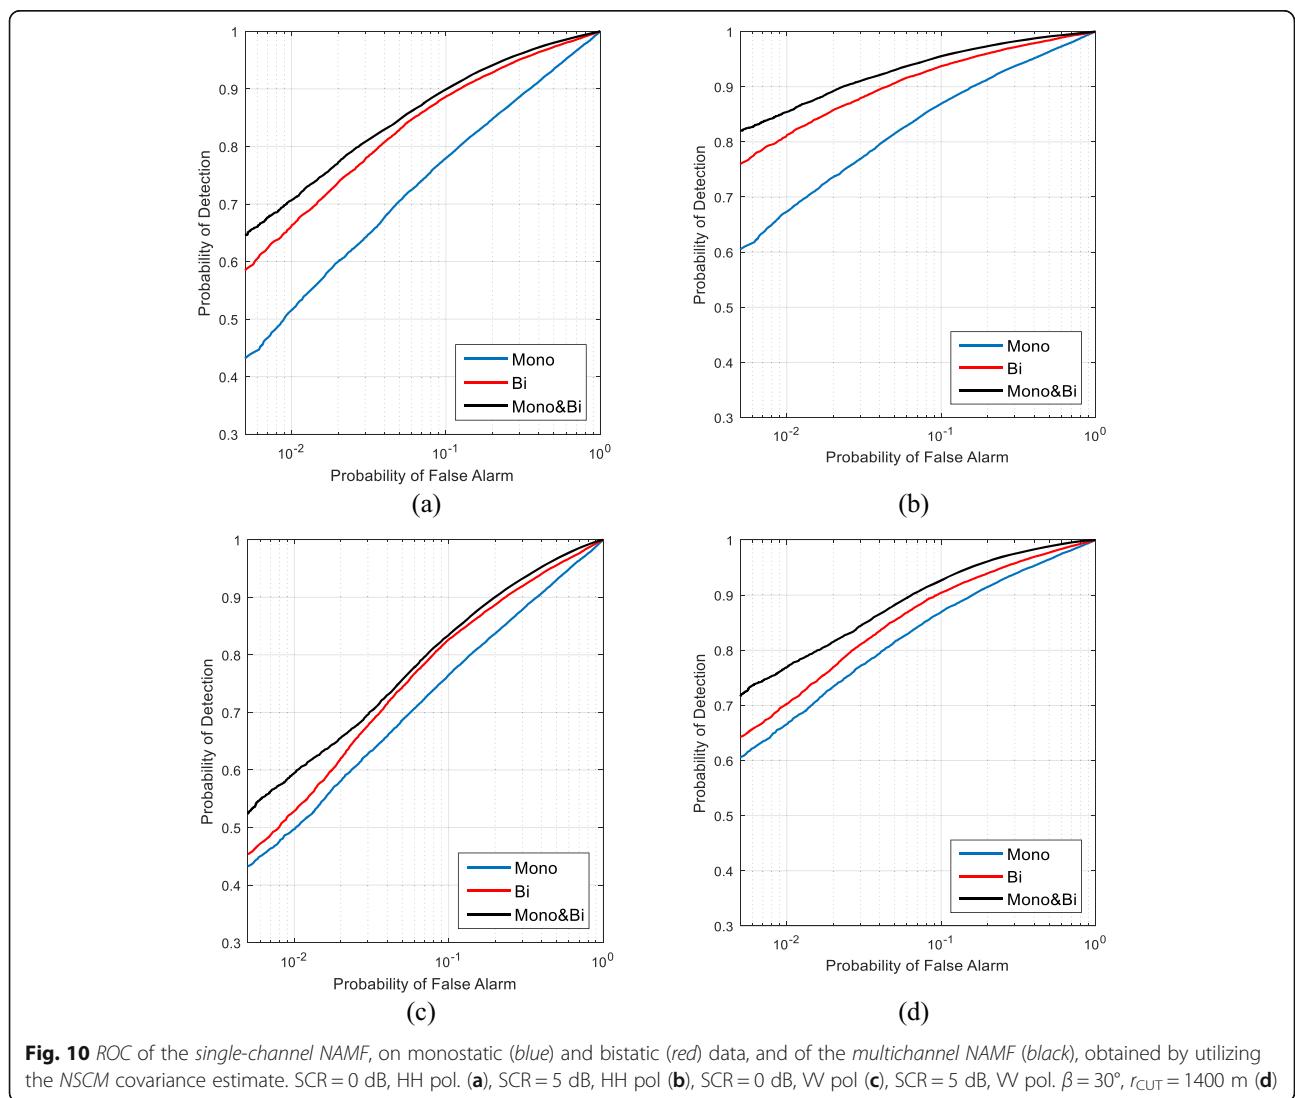 1
0.9
0.8
0.7
0.6
0.5
0.4
0.3
Probability of Detection
10-2
10-1
100
Probability of False Alarm
Mono
Bi
Mono&Bi
(a)
1
0.9
0.8
0.7
0.6
0.5
0.4
0.3
Probability of Detection
10-2
10-1
100
Probability of False Alarm
Mono
Bi
Mono&Bi
(b)
1
0.9
0.8
0.7
0.6
0.5
0.4
0.3
Probability of Detection
10-2
10-1
100
Probability of False Alarm
Mono
Bi
Mono&Bi
(c)
1
0.9
0.8
0.7
0.6
0.5
0.4
0.3
Probability of Detection
10-2
10-1
100
Probability of False Alarm
Mono
Bi
Mono&Bi
(d)
Fig. 10 ROC of the single-channel NAMF, on monostatic (blue) and bistatic (red) data, and of the multichannel NAMF (black), obtained by utilizing
the NSCM covariance estimate. SCR = 0 dB, HH pol. (a), SCR = 5 dB, HH pol (b), SCR = 0 dB, VV pol (c), SCR = 5 dB, VV pol. β = 30°, rCUT = 1400 m (d)